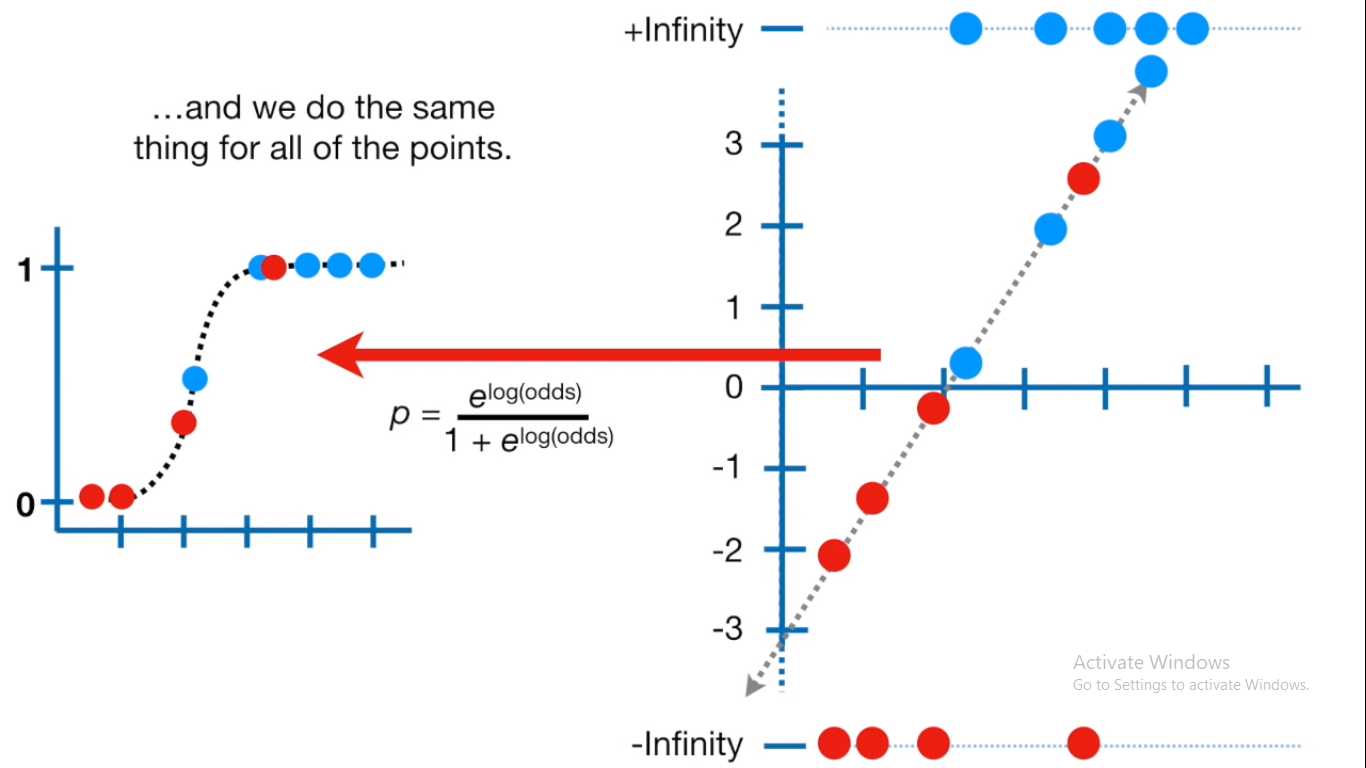 +Infinity
…and we do the same
thing for all of the points.
3
2
1
0
-1
-2
-3
1
0
p = e^log(odds) / 1 + e^log(odds)
Activate Windows
Go to Settings to activate Windows.
-Infinity